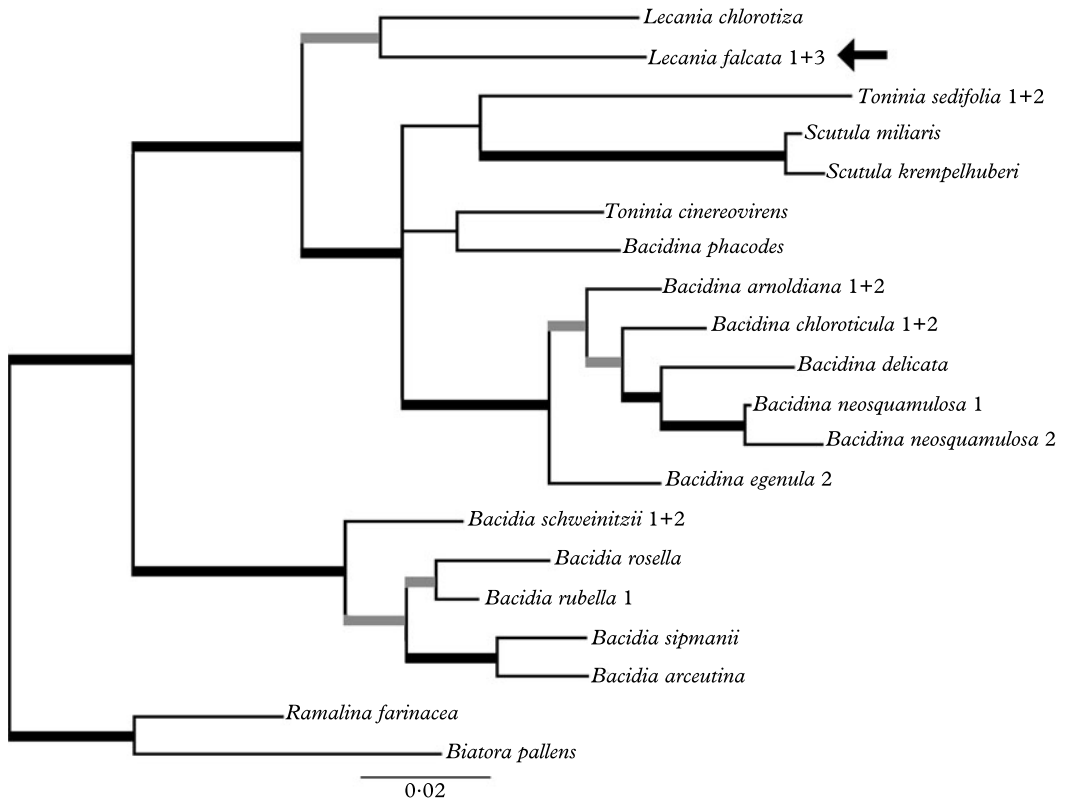 Lecania chlorotiza
Lecania falcata 1+3
Toninia sedifolia 1+2
Scutula miliaris
Scutula krempelhuberi
Toninia cinereovirens
Bacidina phacodes
Bacidina arnoldiana 1+2
Bacidina chloroticula 1+2
Bacidina delicata
Bacidina neosquamulosa 1
Bacidina neosquamulosa 2
Bacidina egenula 2
Bacidia schweinitzii 1+2
Bacidia rosella
Bacidia rubella 1
Bacidia sipmanii
Bacidia arceutina
Ramalina farinacea
Biatora pallens
0·02